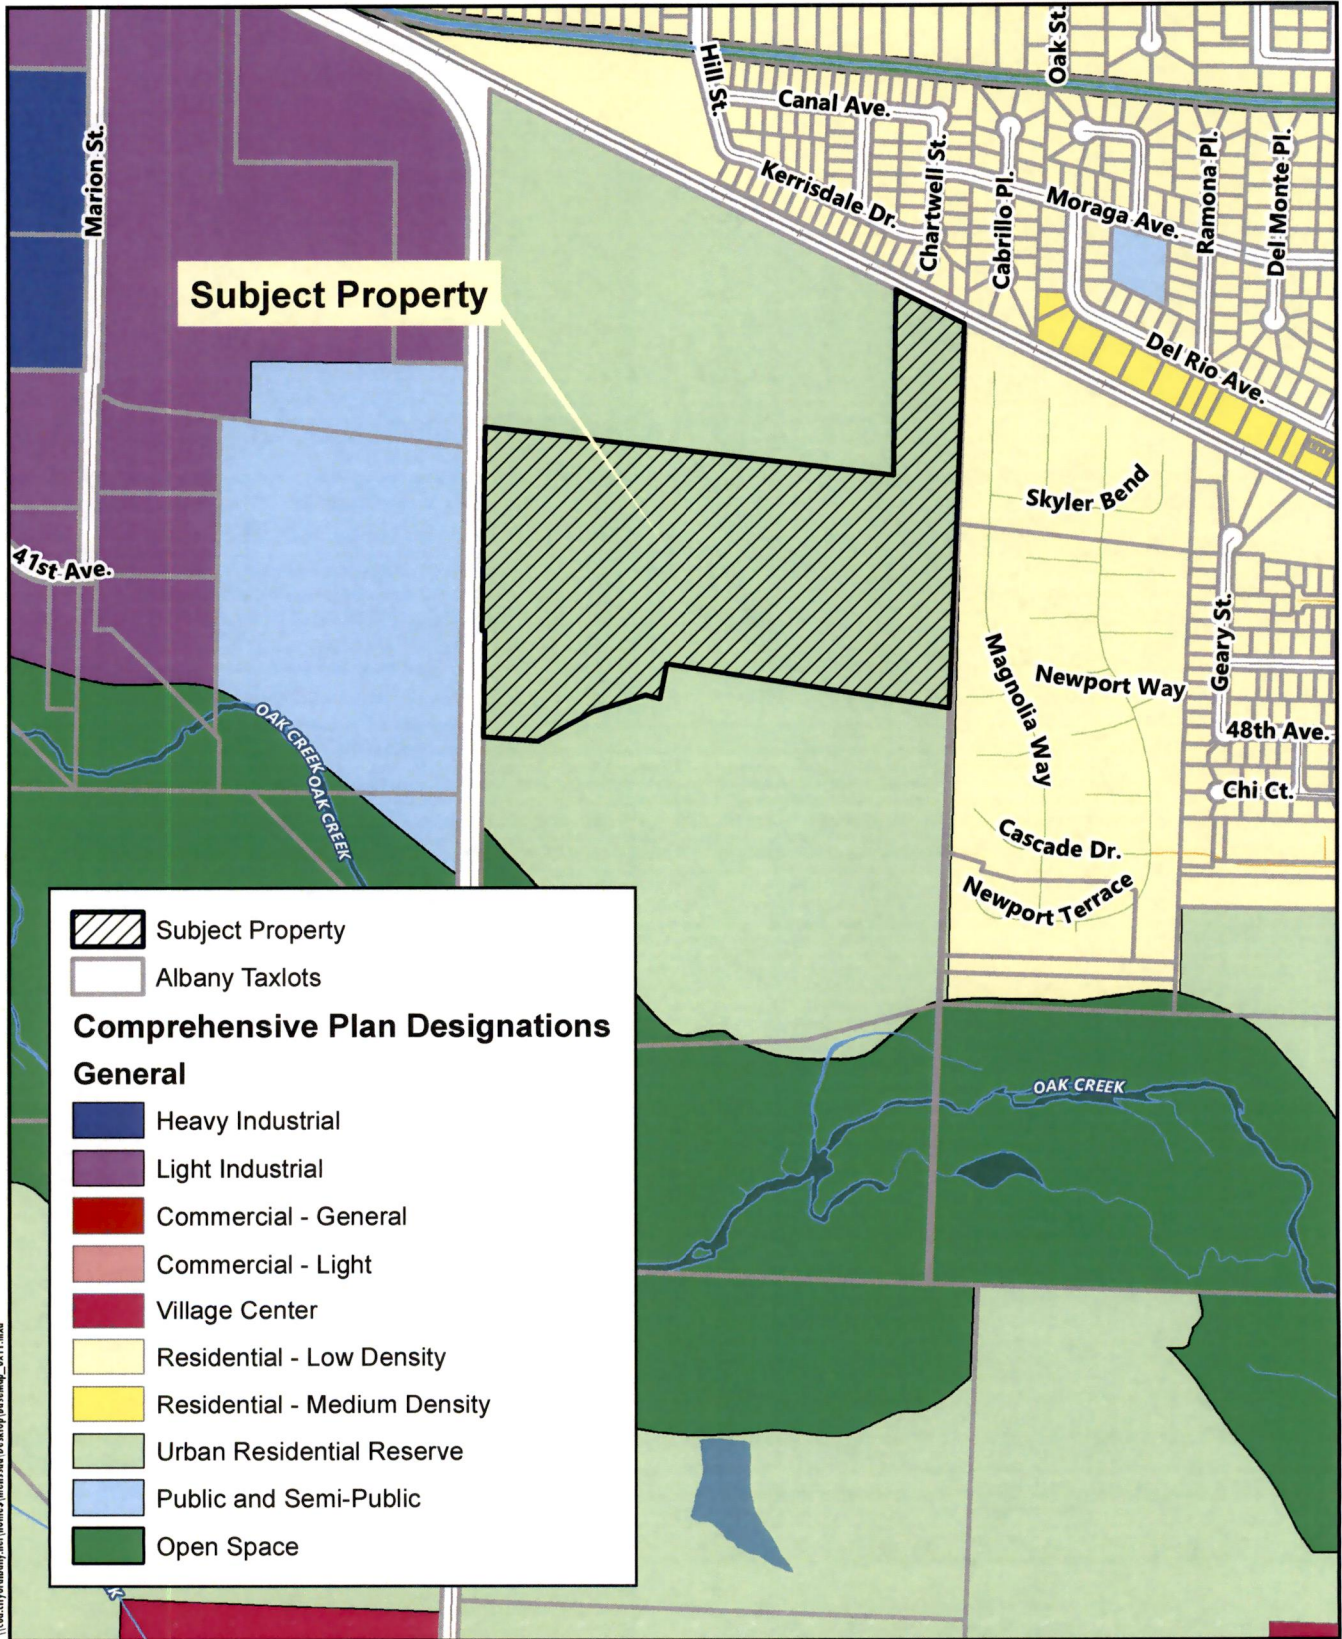 Oak St.
Hill St.
Canal Ave.
Marion St.
Chartwell St.
Kerrisdale Dr.
Cabrillo Pl.
Moraga Ave.
Ramona Pl.
Del Monte Pl.
Subject Property
Del Rio Ave.
Skyler Bend
41st Ave.
Geary St.
Magnolia Way
Newport Way
OAK CREEK
OAK CREEK
48th Ave.
Chi Ct.
Cascade Dr.
Newport Terrace
Subject Property
Albany Taxlots
Comprehensive Plan Designations
General
Heavy Industrial
Light Industrial
Commercial - General
Commercial - Light
Village Center
Residential - Low Density
Residential - Medium Density
Urban Residential Reserve
Public and Semi-Public
Open Space
OAK CREEK
K